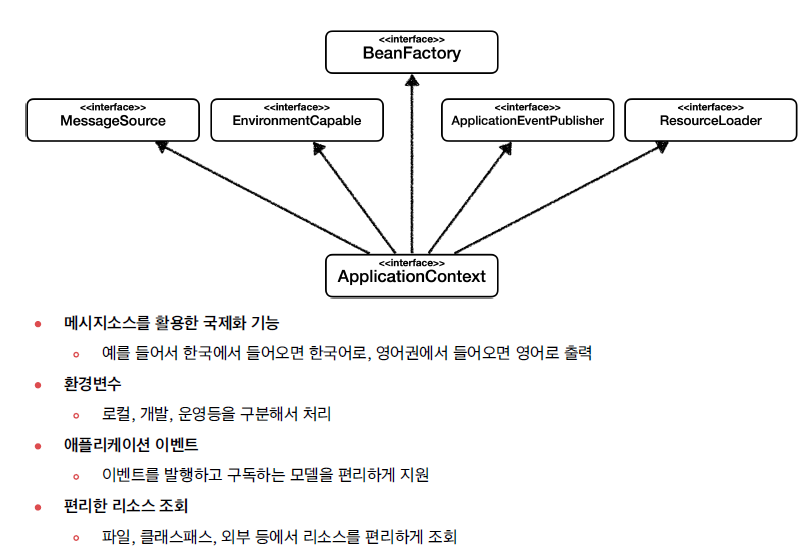 <<interface>>
BeanFactory
<<interface>>
MessageSource
<<interface>>
EnvironmentCapable
<<interface>>
ApplicationEventPublisher
<<interface>>
ResourceLoader
<<interface>>
ApplicationContext
메시지소스를 활용한 국제화 기능
예를 들어서 한국에서 들어오면 한국어로, 영어권에서 들어오면 영어로 출력
환경변수
로컬, 개발, 운영등을 구분해서 처리
애플리케이션 이벤트
이벤트를 발행하고 구독하는 모델을 편리하게 지원
편리한 리소스 조회
파일, 클래스패스, 외부 등에서 리소스를 편리하게 조회